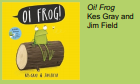 OI FROG!
KES GRAY & JIM FIELD
Oi! Frog
Kes Gray and
Jim Field